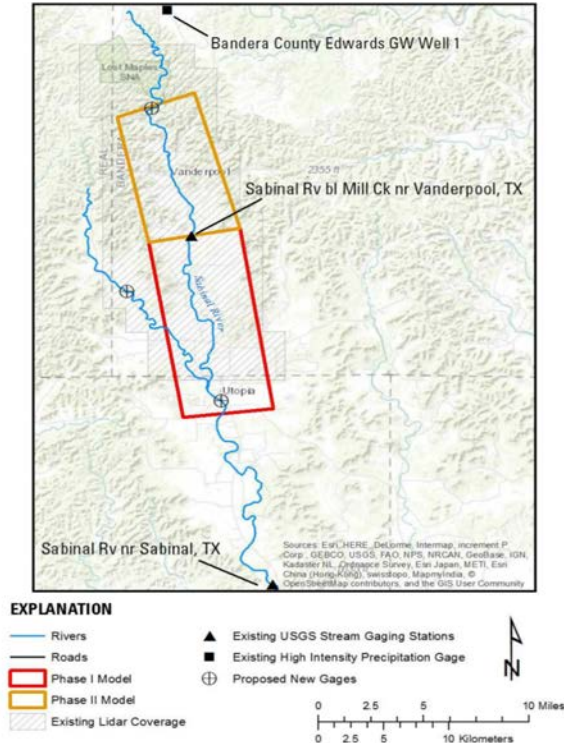 Bandera County Edwards GW Well 1
Lost Maples
SNA
REAL
BANDERA
Vanderpool
2355 ft
Sabinal Rv bl Mill Ck nr Vanderpool, TX
Sabinal River
Utopia
Sabinal Rv nr Sabinal, TX
Sources: Esri, HERE, DeLorme, Intermap, increment P
Corp., GEBCO, USGS, FAO, NPS, NRCAN, GeoBase, IGN,
Kadaster NL, Ordnance Survey, Esri Japan, METI, Esri
China (Hong Kong), swisstopo, MapmyIndia, ©
OpenStreetMap contributors, and the GIS User Community
EXPLANATION
Rivers
Roads
Phase I Model
Phase II Model
Existing Lidar Coverage
Existing USGS Stream Gaging Stations
Existing High Intensity Precipitation Gage
Proposed New Gages
N
0 2.5 5 10 Miles
0 2.5 5 10 Kilometers